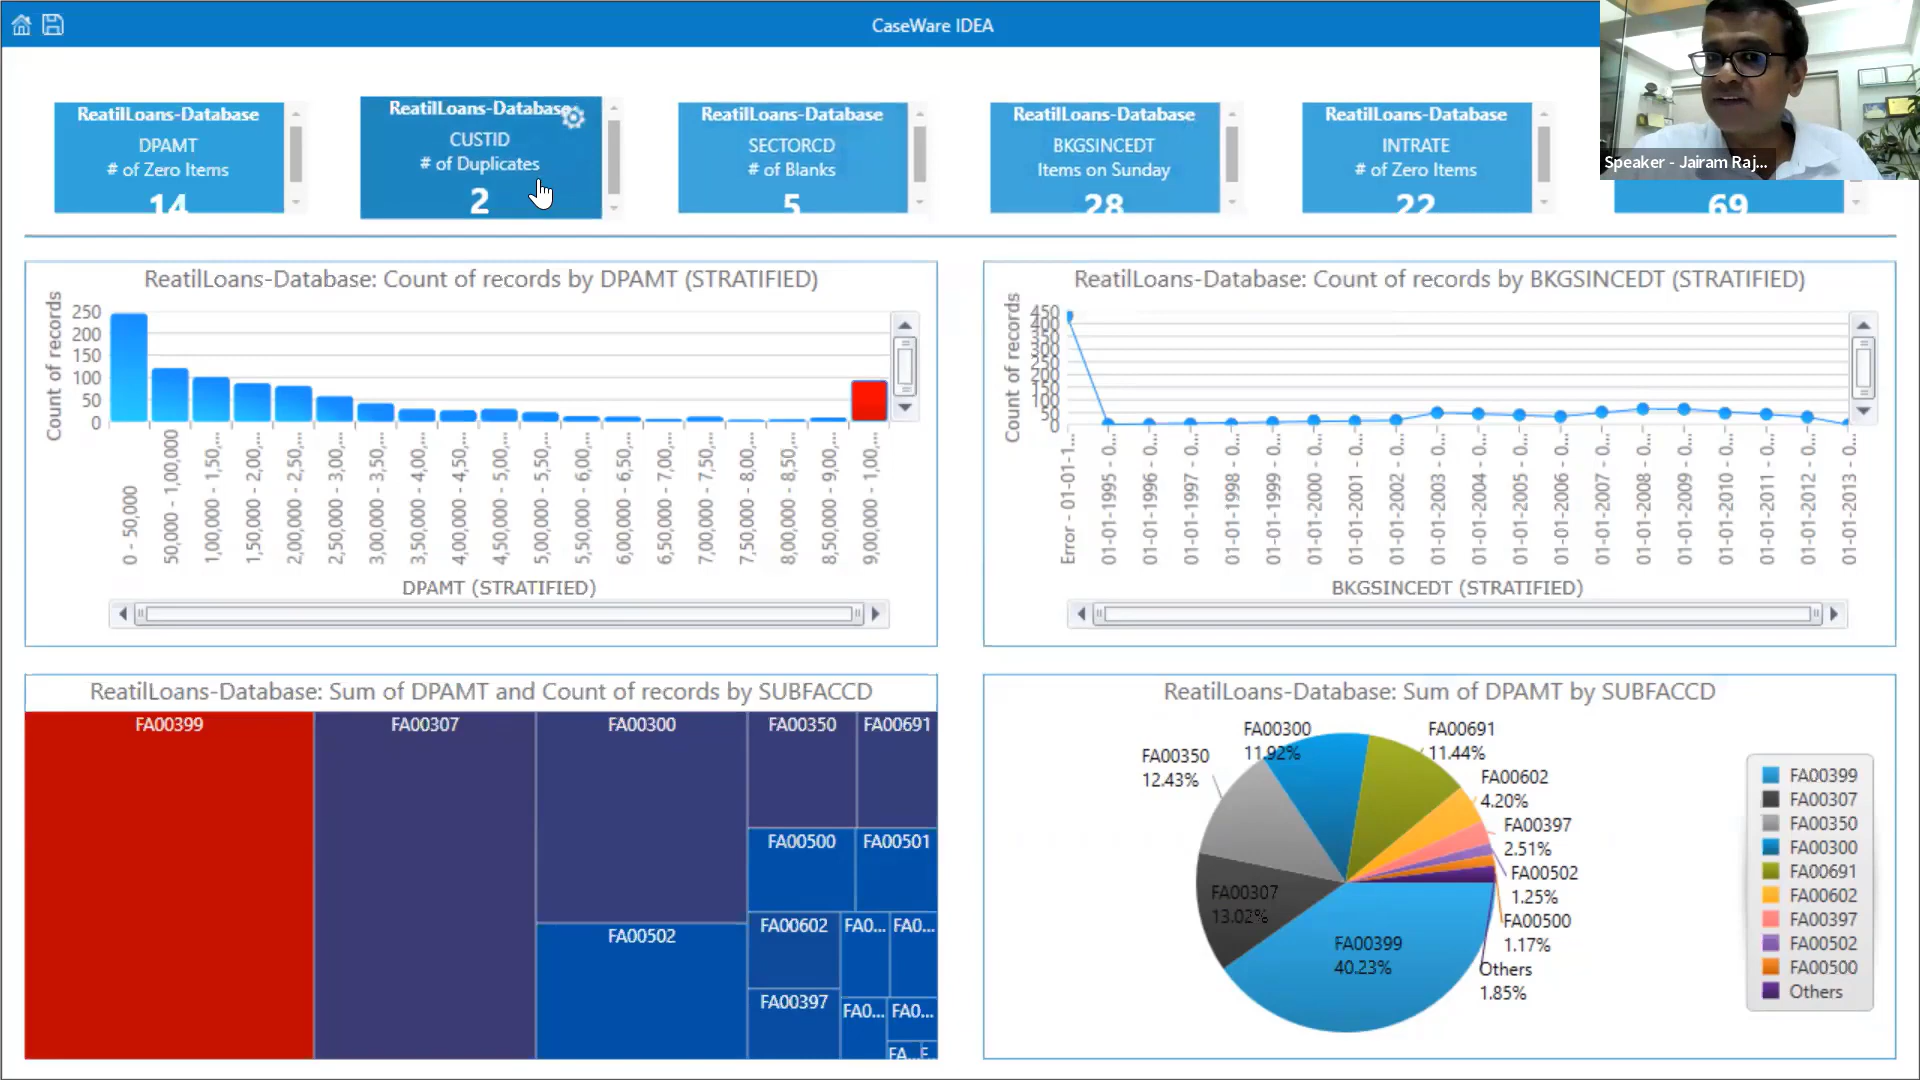 CaseWare IDEA
Speaker - Jairam Raj...
ReatilLoans-Database
DPAMT
# of Zero Items
14
ReatilLoans-Database
CUSTID
# of Duplicates
2
ReatilLoans-Database
SECTORCD
# of Blanks
5
ReatilLoans-Database
BKGSINCEDT
Items on Sunday
28
ReatilLoans-Database
INTRATE
# of Zero Items
22
69
ReatilLoans-Database: Count of records by DPAMT (STRATIFIED)
Count of records
250
200
150
100
50
0
0 - 50,000
50,000 - 1,00,000
1,00,000 - 1,50,...
1,50,000 - 2,00,...
2,00,000 - 2,50,...
2,50,000 - 3,00,...
3,00,000 - 3,50,...
3,50,000 - 4,00,...
4,00,000 - 4,50,...
4,50,000 - 5,00,...
5,00,000 - 5,50,...
5,50,000 - 6,00,...
6,00,000 - 6,50,...
6,50,000 - 7,00,...
7,00,000 - 7,50,...
7,50,000 - 8,00,...
8,00,000 - 8,50,...
8,50,000 - 9,00,...
9,00,000 - 1,00,...
DPAMT (STRATIFIED)
ReatilLoans-Database: Count of records by BKGSINCEDT (STRATIFIED)
Count of records
450
400
350
300
250
200
150
100
50
0
Error - 01-01-1...
01-01-1995 - 0...
01-01-1996 - 0...
01-01-1997 - 0...
01-01-1998 - 0...
01-01-1999 - 0...
01-01-2000 - 0...
01-01-2001 - 0...
01-01-2002 - 0...
01-01-2003 - 0...
01-01-2004 - 0...
01-01-2005 - 0...
01-01-2006 - 0...
01-01-2007 - 0...
01-01-2008 - 0...
01-01-2009 - 0...
01-01-2010 - 0...
01-01-2011 - 0...
01-01-2012 - 0...
01-01-2013 - 0...
BKGSINCEDT (STRATIFIED)
ReatilLoans-Database: Sum of DPAMT and Count of records by SUBFACCD
FA00399
FA00307
FA00300
FA00350
FA00691
FA00500
FA00501
FA00502
FA00602
FA0...
FA0...
FA00397
FA0...
FA0...
FA...
F...
ReatilLoans-Database: Sum of DPAMT by SUBFACCD
FA00300
11.92%
FA00691
11.44%
FA00350
12.43%
FA00602
4.20%
FA00397
2.51%
FA00502
1.25%
FA00307
13.02%
FA00500
1.17%
FA00399
40.23%
Others
1.85%
FA00399
FA00307
FA00350
FA00300
FA00691
FA00602
FA00397
FA00502
FA00500
Others